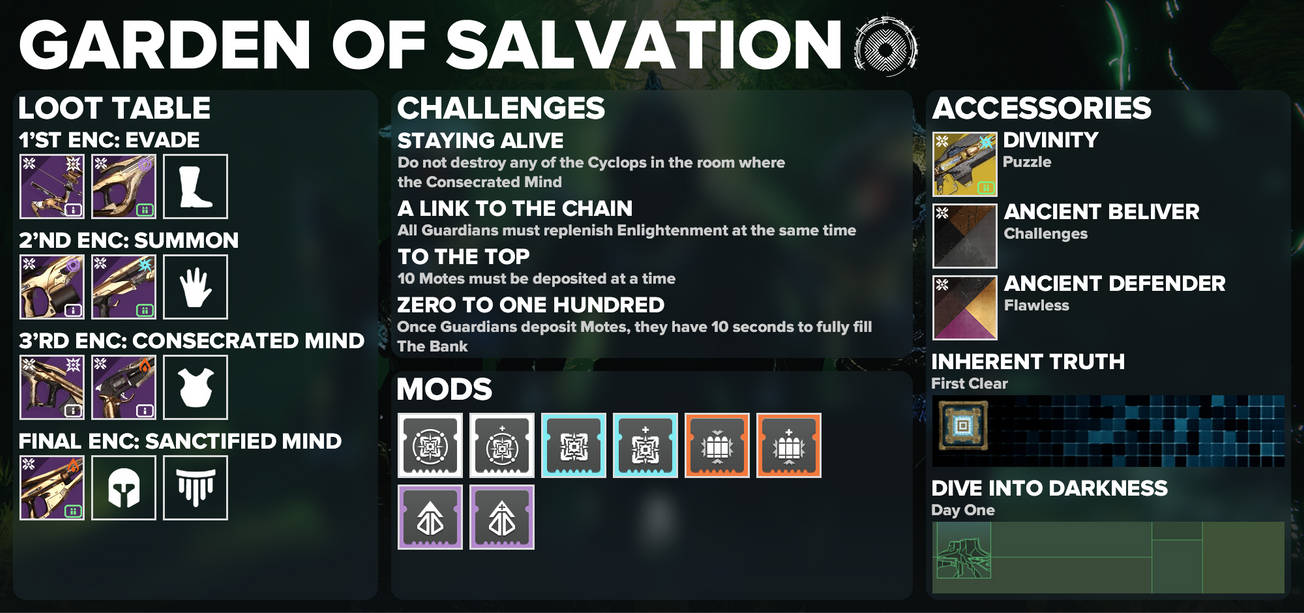 GARDEN OF SALVATION
LOOT TABLE
1'ST ENC: EVADE
2'ND ENC: SUMMON
3'RD ENC: CONSECRATED MIND
FINAL ENC: SANCTIFIED MIND
CHALLENGES
STAYING ALIVE
Do not destroy any of the Cyclops in the room where
the Consecrated Mind
A LINK TO THE CHAIN
All Guardians must replenish Enlightenment at the same time
TO THE TOP
10 Motes must be deposited at a time
ZERO TO ONE HUNDRED
Once Guardians deposit Motes, they have 10 seconds to fully fill
The Bank
MODS
ACCESSORIES
DIVINITY
Puzzle
ANCIENT BELIVER
Challenges
ANCIENT DEFENDER
Flawless
INHERENT TRUTH
First Clear
DIVE INTO DARKNESS
Day One